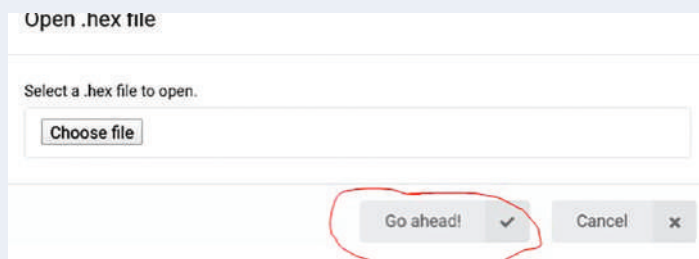 Open .hex file
Select a .hex file to open.
Choose file
Go ahead! Cancel